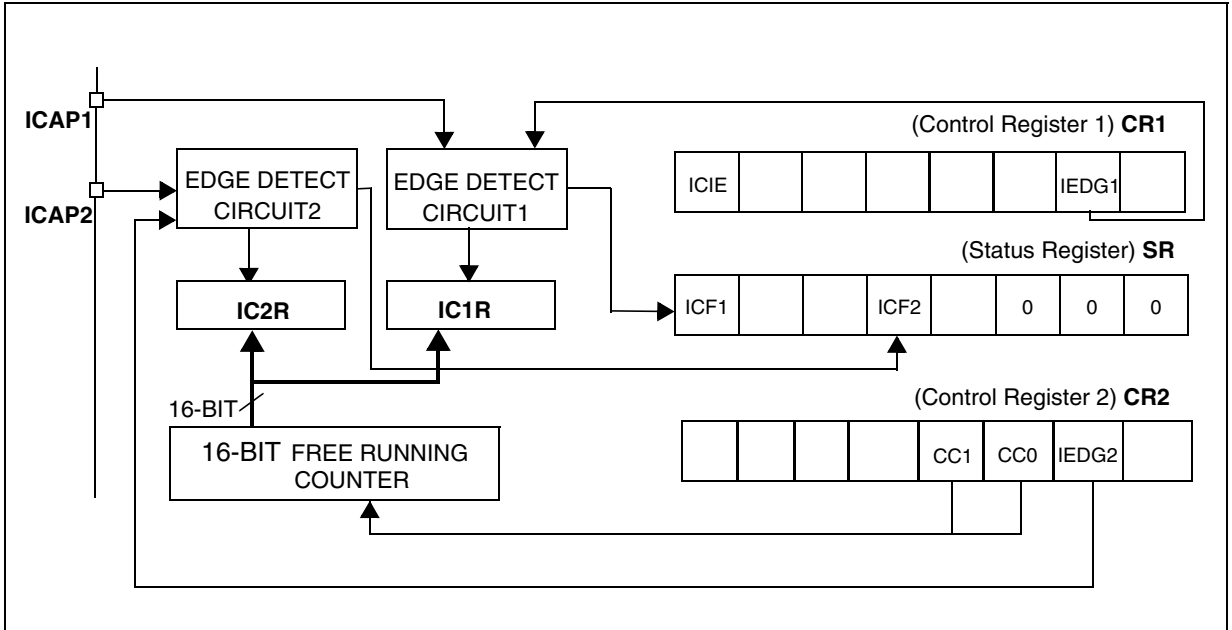 ICAP1
ICAP2
EDGE DETECT
CIRCUIT2
EDGE DETECT
CIRCUIT1
IC2R
IC1R
16-BIT
16-BIT FREE RUNNING
COUNTER
(Control Register 1) CR1
ICIE
IEDG1
(Status Register) SR
ICF1
ICF2
0
0
0
(Control Register 2) CR2
CC1
CC0
IEDG2